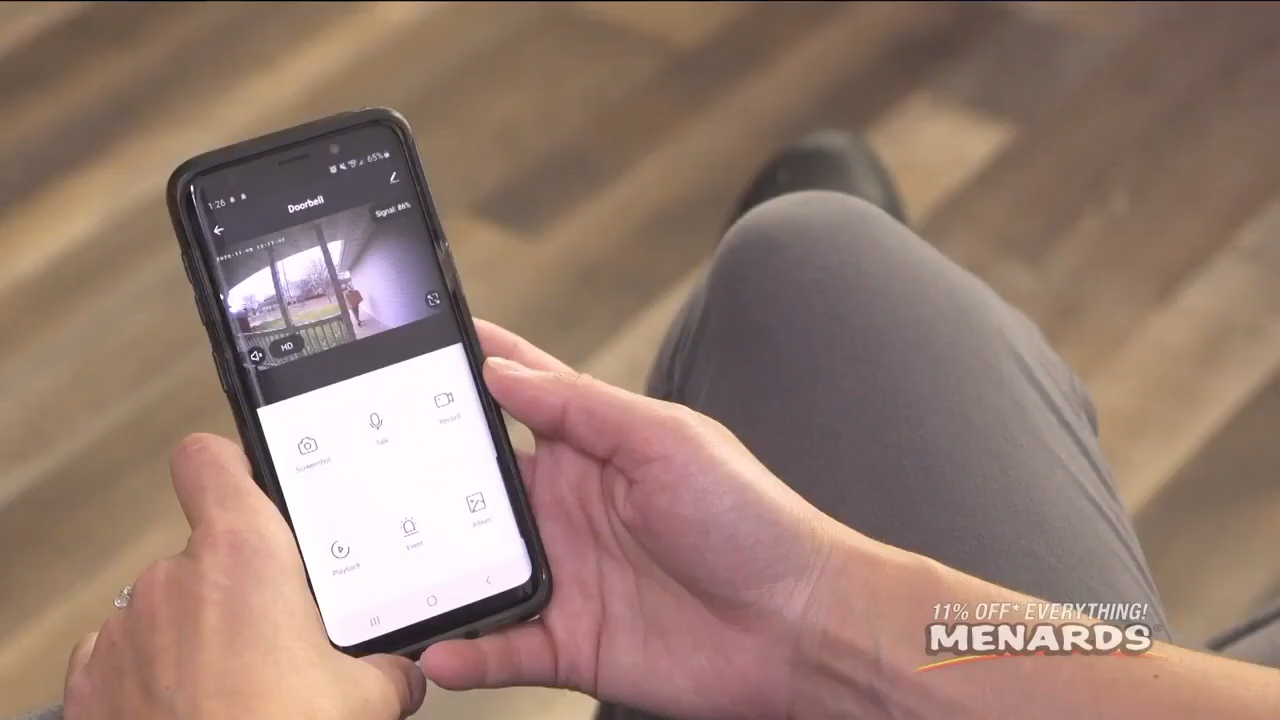 1:26
65%
Doorbell
Signal: 86%
HD
Screenshot
Talk
Record
Playback
Event
Album
11% OFF* EVERYTHING!
MENARDS®